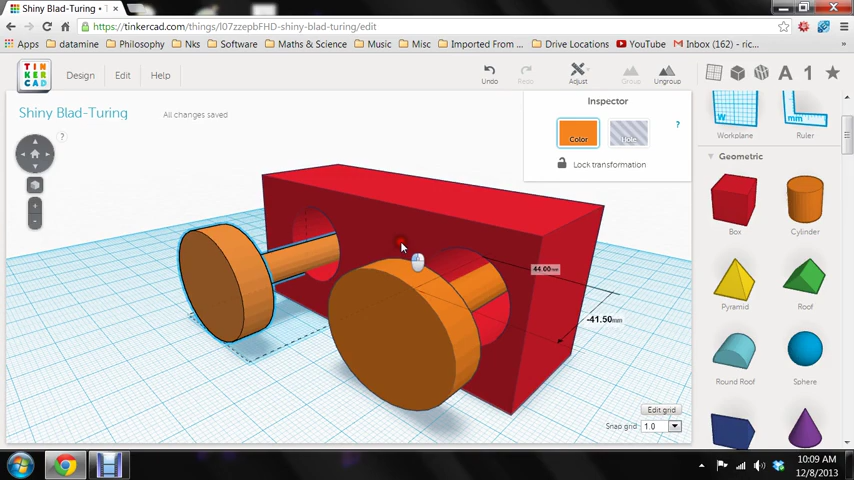 Shiny Blad-Turing • T
https://tinkercad.com/things/l07zzepbFHD-shiny-blad-turing/edit
Apps
datamine
Philosophy
Nks
Software
Maths & Science
Music
Misc
Imported From ...
Drive Locations
YouTube
Inbox (162) - ric...
TIN
KER
CAD
Design
Edit
Help
Undo
Redo
Adjust
Group
Ungroup
Shiny Blad-Turing
All changes saved
?
Inspector
Color
Hole
?
Lock transformation
W
Workplane
mm
Ruler
Geometric
Box
Cylinder
Pyramid
Roof
Round Roof
Sphere
44.00mm
-41.50mm
Edit grid
Snap grid
1.0
10:09 AM
12/8/2013